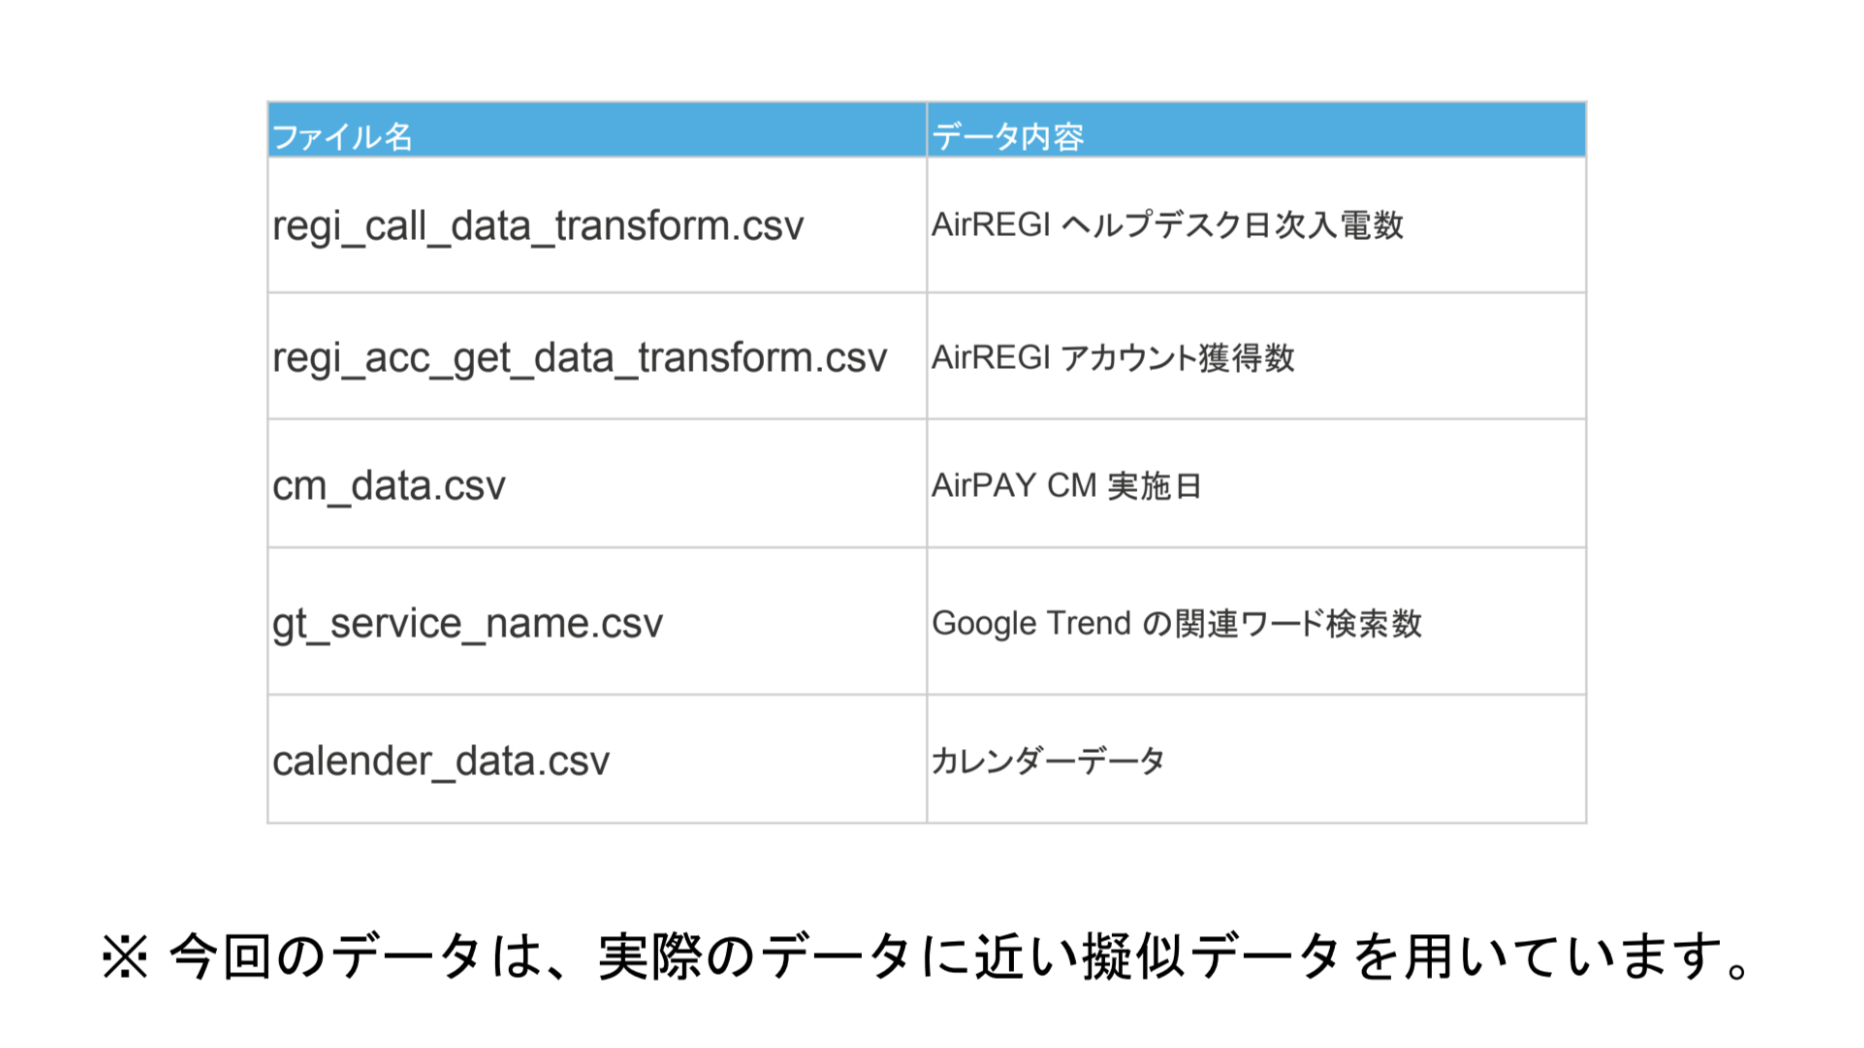 ファイル名 データ内容
regi_call_data_transform.csv AirREGI ヘルプデスク日次入電数
regi_acc_get_data_transform.csv AirREGI アカウント獲得数
cm_data.csv AirPAY CM 実施日
gt_service_name.csv Google Trend の関連ワード検索数
calender_data.csv カレンダーデータ
※ 今回のデータは、実際のデータに近い擬似データを用いています。